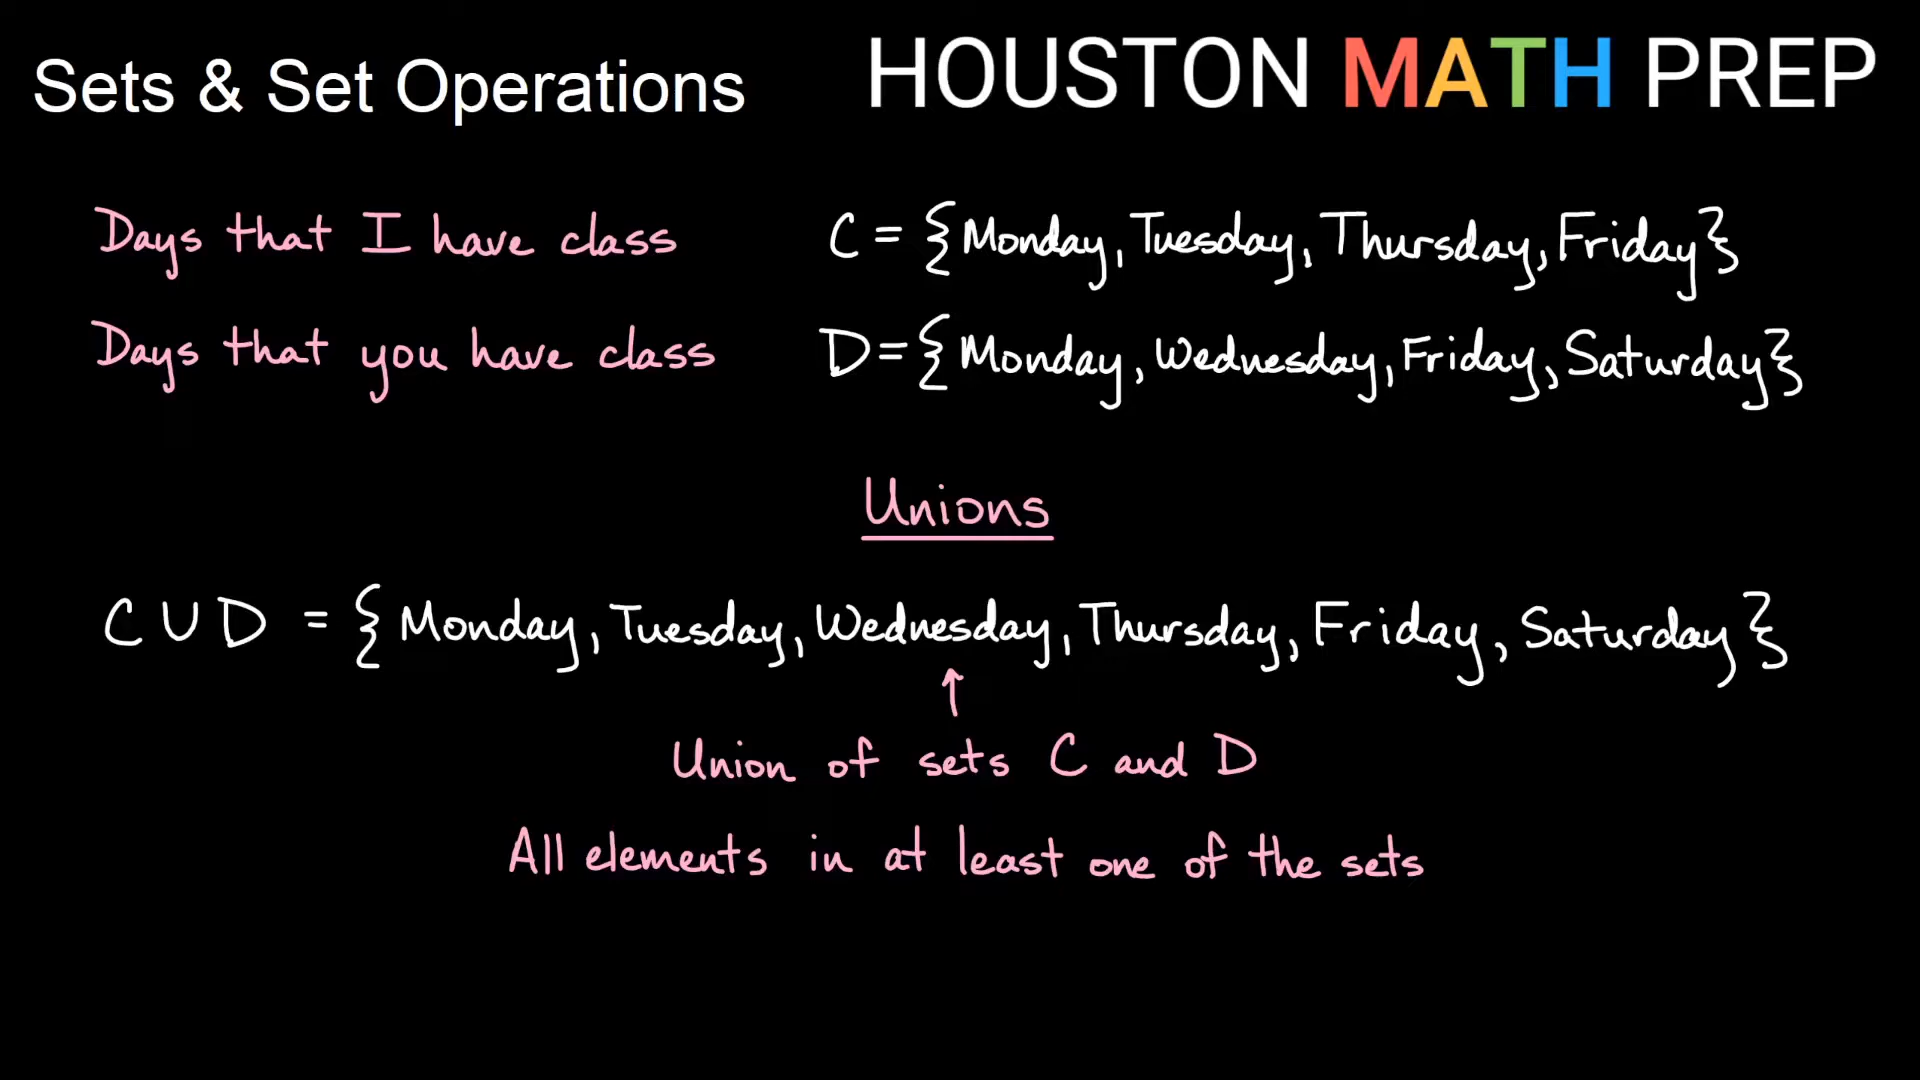 Sets & Set Operations
HOUSTON MATH PREP
Days that I have class
C = {Monday, Tuesday, Thursday, Friday}
Days that you have class
D = {Monday, Wednesday, Friday, Saturday}
Unions
C ∪ D = {Monday, Tuesday, Wednesday, Thursday, Friday, Saturday}
↑
Union of sets C and D
All elements in at least one of the sets